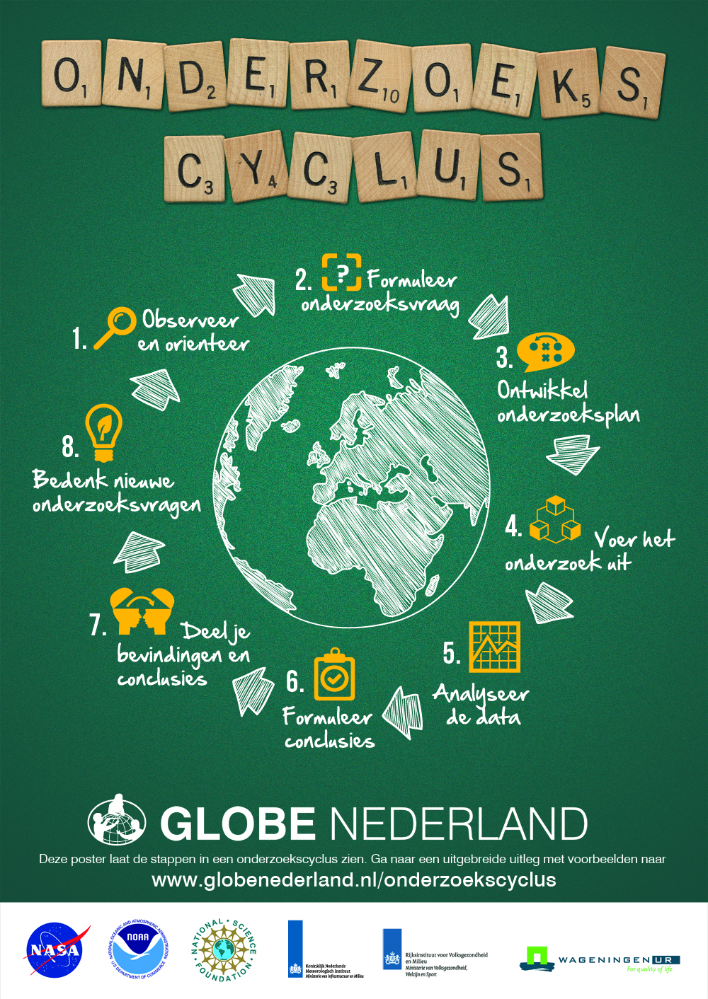 ONDERZOEKS
CYCLUS
1. Observeer
en orienteer
2. ? Formuleer
onderzoeksvraag
3.
Ontwikkel
onderzoeksplan
4. Voer het
onderzoek uit
5.
Analyseer
de data
6.
Formuleer
conclusies
7. Deel je
bevindingen en
conclusies
8.
Bedenk nieuwe
onderzoeksvragen
GLOBE NEDERLAND
Deze poster laat de stappen in een onderzoekscyclus zien. Ga naar een uitgebreide uitleg met voorbeelden naar
www.globenederland.nl/onderzoekscyclus
NASA
NATIONAL OCEANIC AND ATMOSPHERIC ADMINISTRATION
NOAA
U.S. DEPARTMENT OF COMMERCE
NATIONAL SCIENCE
FOUNDATION
Koninklijk Nederlands
Meteorologisch Instituut
Ministerie van Infrastructuur en Milieu
Rijksinstituut voor Volksgezondheid
en Milieu
Ministerie van Volksgezondheid,
Welzijn en Sport
WAGENINGEN UR
For quality of life